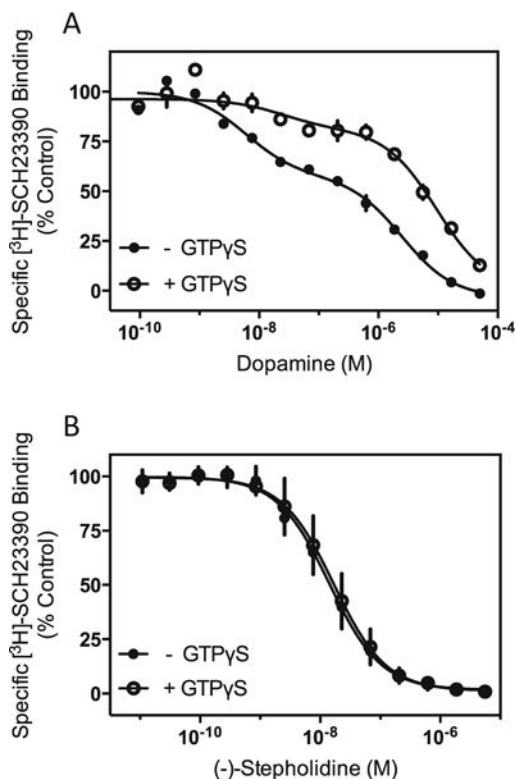 A
Specific [³H]-SCH23390 Binding
(% Control)
100
75
50
25
0
- GTPγS
+ GTPγS
10⁻¹⁰
10⁻⁸
10⁻⁶
10⁻⁴
Dopamine (M)
B
Specific [³H]-SCH23390 Binding
(% Control)
100
75
50
25
0
- GTPγS
+ GTPγS
10⁻¹⁰
10⁻⁸
10⁻⁶
(-)-Stepholidine (M)